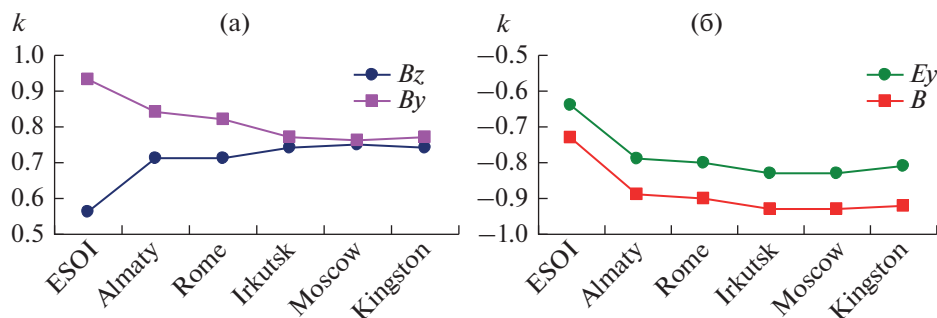 k (а)
1.0
0.9
0.8
0.7
0.6
0.5
Bz
By
ESOI
Almaty
Rome
Irkutsk
Moscow
Kingston
k (б)
−0.5
−0.6
−0.7
−0.8
−0.9
−1.0
Ey
B
ESOI
Almaty
Rome
Irkutsk
Moscow
Kingston